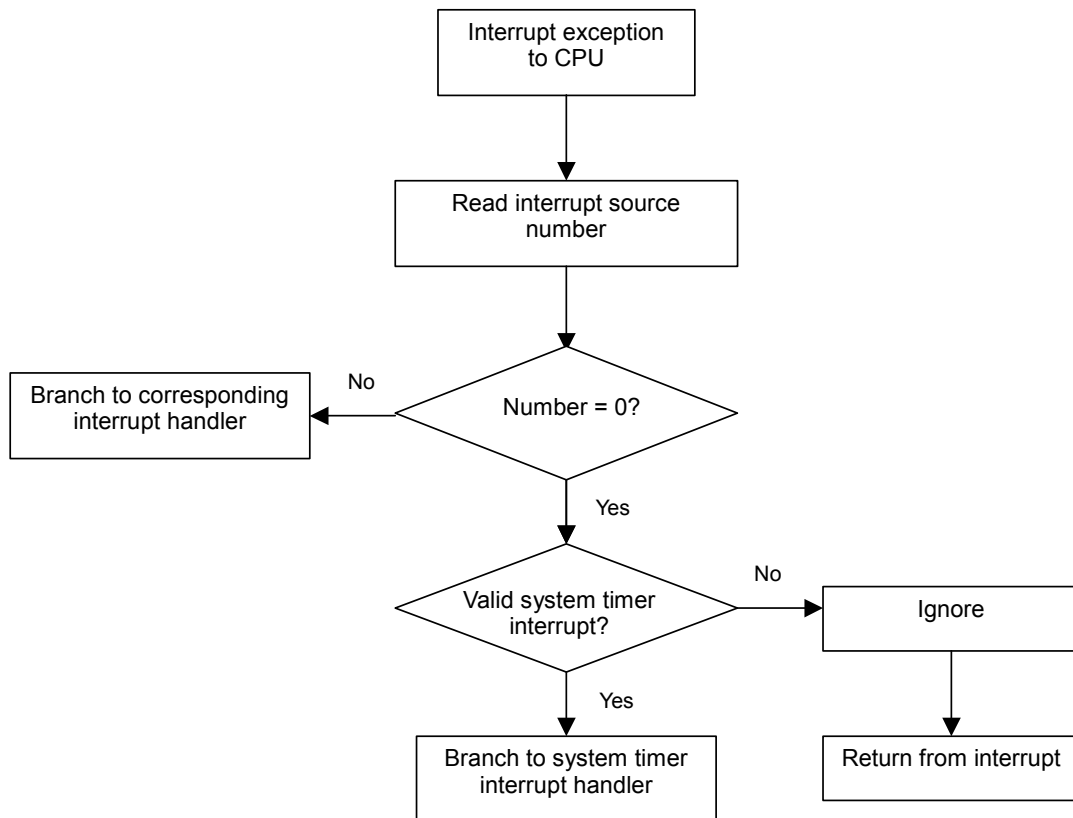 Interrupt exception
to CPU
Read interrupt source
number
No
Branch to corresponding
interrupt handler
Number = 0?
Yes
No
Valid system timer
interrupt?
Ignore
Yes
Branch to system timer
interrupt handler
Return from interrupt